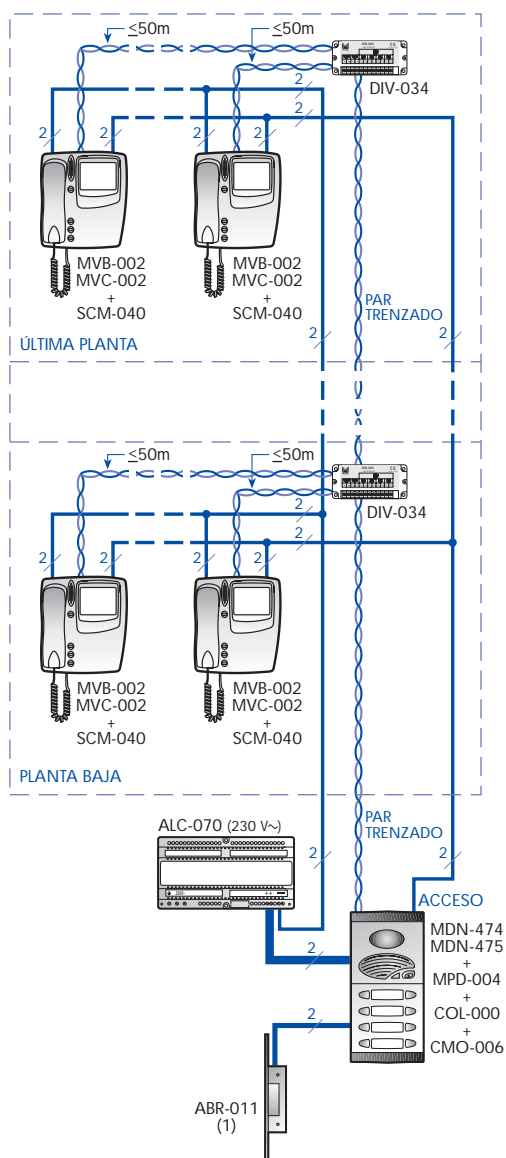 ≤50m
≤50m
DIV-034
2
2
2
2
2
2
MVB-002
MVC-002
+
SCM-040
MVB-002
MVC-002
+
SCM-040
PAR
TRENZADO
2
2
ÚLTIMA PLANTA
≤50m
≤50m
DIV-034
2
2
2
2
2
2
MVB-002
MVC-002
+
SCM-040
MVB-002
MVC-002
+
SCM-040
PLANTA BAJA
PAR
TRENZADO
ALC-070 (230 V~)
2
2
ACCESO
MDN-474
MDN-475
+
MPD-004
+
COL-000
+
CMO-006
2
2
ABR-011
(1)